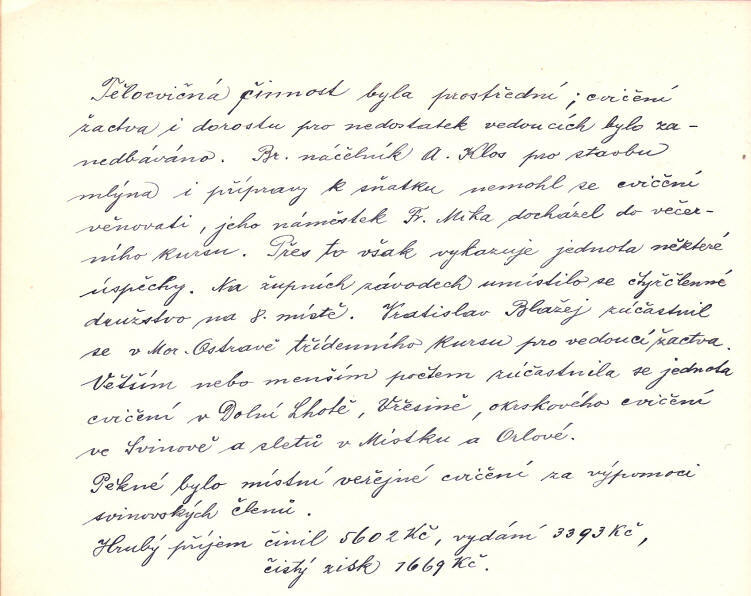 Tělocvičná činnost byla prostřední; cvičení
žactva i dorostu pro nedostatek vedoucích bylo za-
nedbáváno. Br. náčelník A. Klos pro stavbu
mlýna i přípravy k sňatku nemohl se cvičení
věnovati, jeho náměstek Fr. Mika docházel do večer-
ního kursu. Přes to však vykazuje jednota některé
úspěchy. Na župních závodech umístilo se čtyřčlenné
družstvo na 8. místě. Vratislav Blažej zúčastnil
se v Mor. Ostravě třídenního kursu pro vedoucí žactva.
Větším nebo menším počtem zúčastnila se jednota
cvičení v Dolní Lhotě, Vřesině, okrskového cvičení
ve Svinově a sletů v Místku a Orlové.
Pěkné bylo místní veřejné cvičení za výpomoci
svinovských členů.
Hrubý příjem činil 5602 Kč, vydání 3393 Kč,
čistý zisk 1669 Kč.